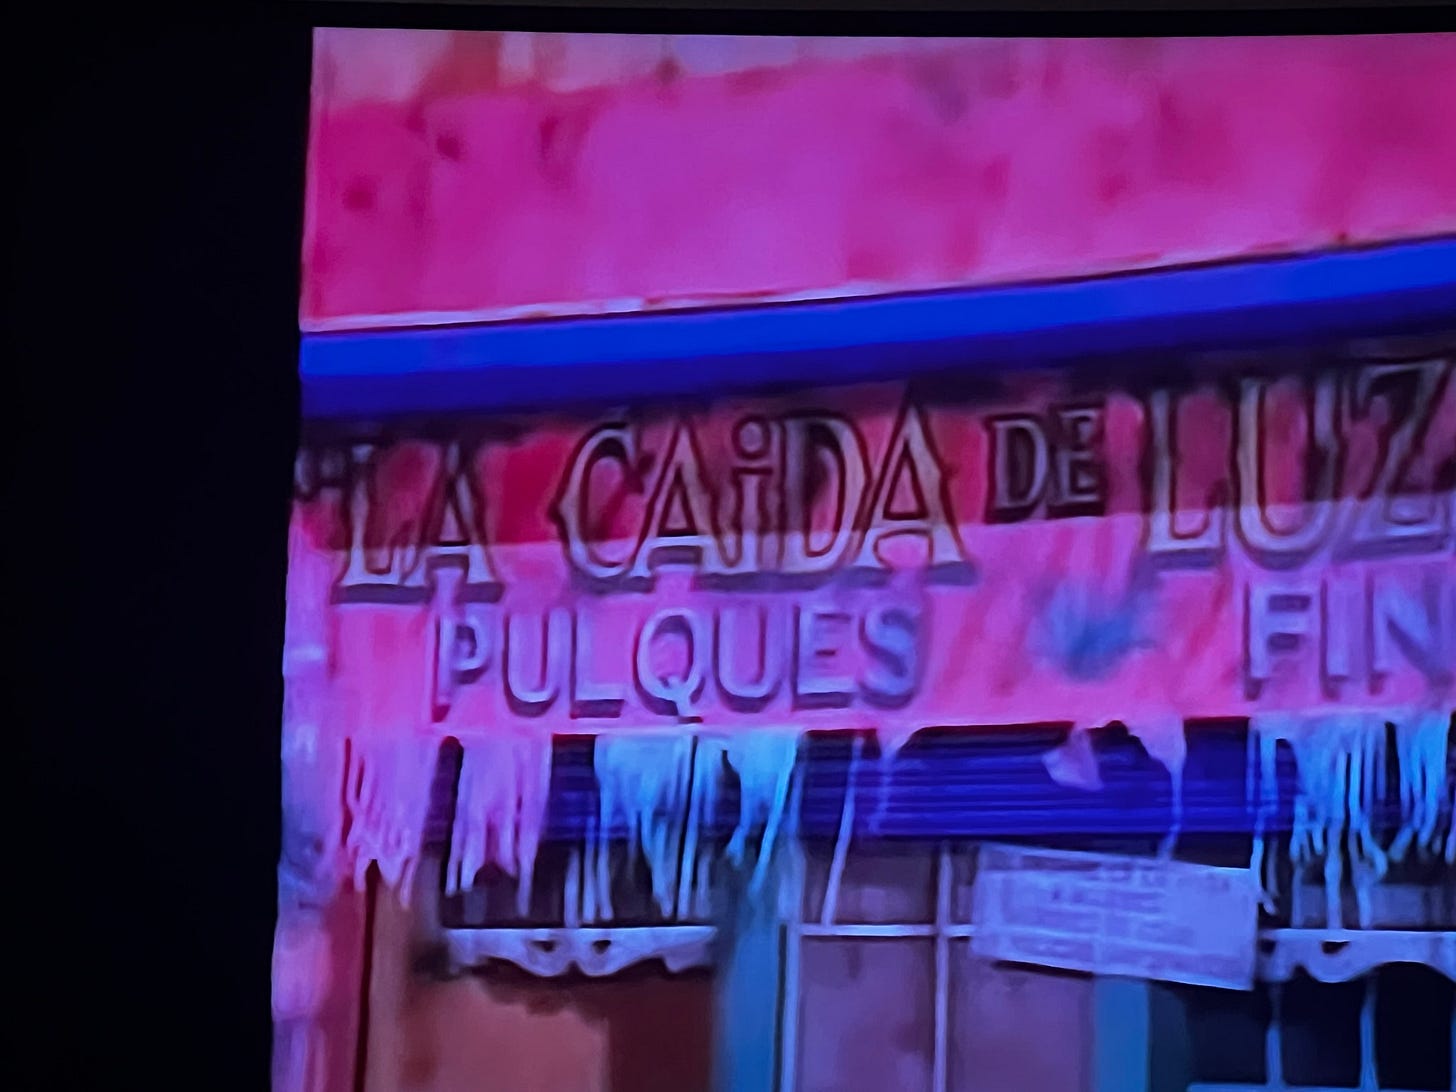 LA CAiDA DE LUZ
PULQUES FIN